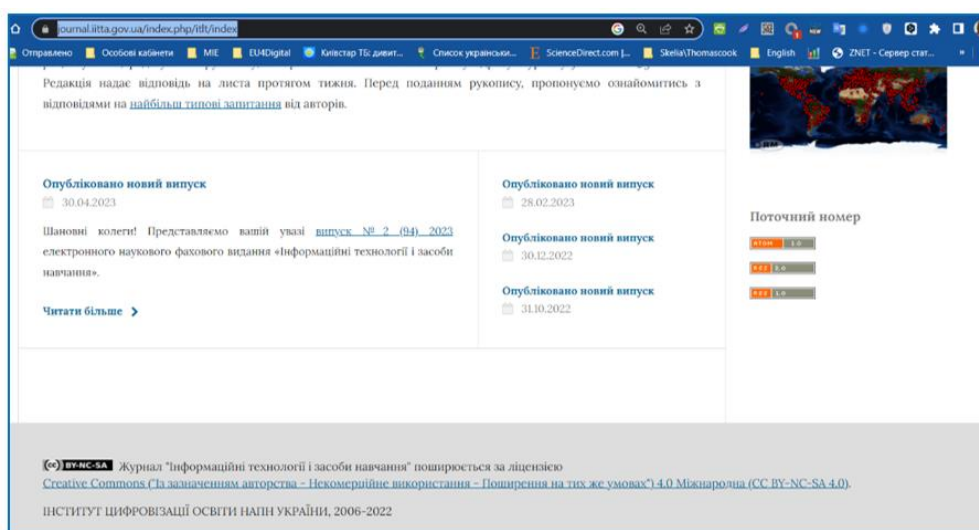 journal.iitta.gov.ua/index.php/itlt/index
Отправлено Особові кабінети МІЕ EU4Digital Київстар ТБ: дивит... Список українськи... ScienceDirect.com |... Skelia\Thomascook English ZNET - Сервер стат... »
Редакція надає відповідь на листа протягом тижня. Перед поданням рукопису, пропонуємо ознайомитись з
відповідями на найбільш типові запитання від авторів.
Опубліковано новий випуск
30.04.2023
Шановні колеги! Представляємо вашій увазі випуск № 2 (94) 2023
електронного наукового фахового видання «Інформаційні технології і засоби
навчання».
Читати більше
Опубліковано новий випуск
28.02.2023
Опубліковано новий випуск
30.12.2022
Опубліковано новий випуск
31.10.2022
Поточний номер
ATOM 1.0
RSS 2.0
RSS 1.0
(cc) BY-NC-SA Журнал "Інформаційні технології і засоби навчання" поширюється за ліцензією
Creative Commons ("Із зазначенням авторства - Некомерційне використання - Поширення на тих же умовах") 4.0 Міжнародна (CC BY-NC-SA 4.0).
ІНСТИТУТ ЦИФРОВІЗАЦІЇ ОСВІТИ НАПН УКРАЇНИ, 2006-2022